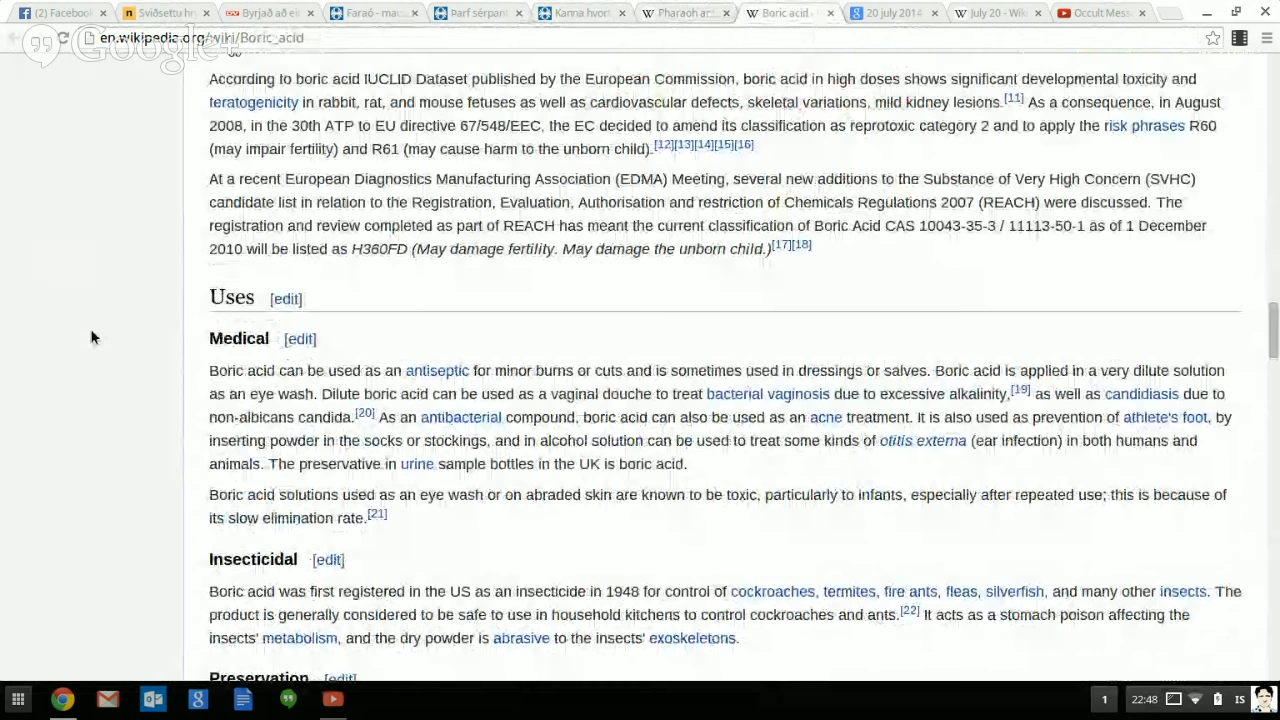 (2) Facebook
Sviðsettu hr
Byrjað að ei
Faraó - ma
Þarf sérþan
Kanna hvort
Pharaoh a
Boric acid
20 july 2014
July 20 - Wiki
Occult Mess
Google+
en.wikipedia.org/wiki/Boric_acid
According to boric acid IUCLID Dataset published by the European Commission, boric acid in high doses shows significant developmental toxicity and
teratogenicity in rabbit, rat, and mouse fetuses as well as cardiovascular defects, skeletal variations, mild kidney lesions.[11] As a consequence, in August
2008, in the 30th ATP to EU directive 67/548/EEC, the EC decided to amend its classification as reprotoxic category 2 and to apply the risk phrases R60
(may impair fertility) and R61 (may cause harm to the unborn child).[12][13][14][15][16]
At a recent European Diagnostics Manufacturing Association (EDMA) Meeting, several new additions to the Substance of Very High Concern (SVHC)
candidate list in relation to the Registration, Evaluation, Authorisation and restriction of Chemicals Regulations 2007 (REACH) were discussed. The
registration and review completed as part of REACH has meant the current classification of Boric Acid CAS 10043-35-3 / 11113-50-1 as of 1 December
2010 will be listed as H360FD (May damage fertility. May damage the unborn child.)[17][18]
Uses [edit]
Medical [edit]
Boric acid can be used as an antiseptic for minor burns or cuts and is sometimes used in dressings or salves. Boric acid is applied in a very dilute solution
as an eye wash. Dilute boric acid can be used as a vaginal douche to treat bacterial vaginosis due to excessive alkalinity,[19] as well as candidiasis due to
non-albicans candida.[20] As an antibacterial compound, boric acid can also be used as an acne treatment. It is also used as prevention of athlete's foot, by
inserting powder in the socks or stockings, and in alcohol solution can be used to treat some kinds of otitis externa (ear infection) in both humans and
animals. The preservative in urine sample bottles in the UK is boric acid.
Boric acid solutions used as an eye wash or on abraded skin are known to be toxic, particularly to infants, especially after repeated use; this is because of
its slow elimination rate.[21]
Insecticidal [edit]
Boric acid was first registered in the US as an insecticide in 1948 for control of cockroaches, termites, fire ants, fleas, silverfish, and many other insects. The
product is generally considered to be safe to use in household kitchens to control cockroaches and ants.[22] It acts as a stomach poison affecting the
insects' metabolism, and the dry powder is abrasive to the insects' exoskeletons.
Preservation [edit]
1
22:48
IS